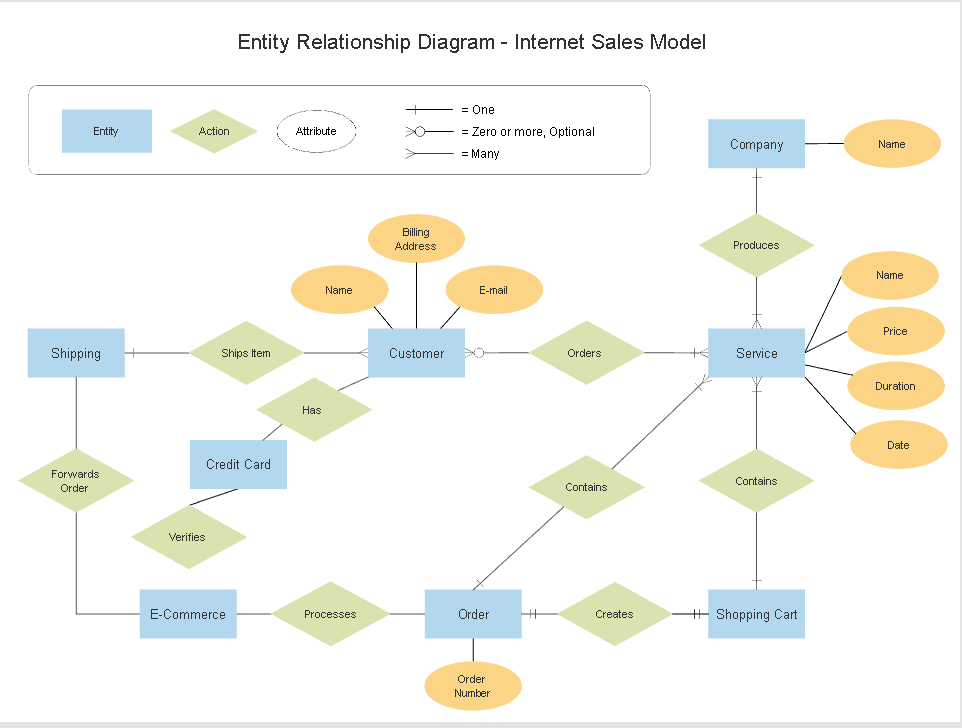 Entity Relationship Diagram - Internet Sales Model
Entity
Action
Attribute
= One
= Zero or more, Optional
= Many
Company
Name
Produces
Billing
Address
Name
E-mail
Name
Price
Duration
Date
Shipping
Ships Item
Customer
Orders
Service
Has
Credit Card
Forwards
Order
Verifies
Contains
Contains
E-Commerce
Processes
Order
Creates
Shopping Cart
Order
Number